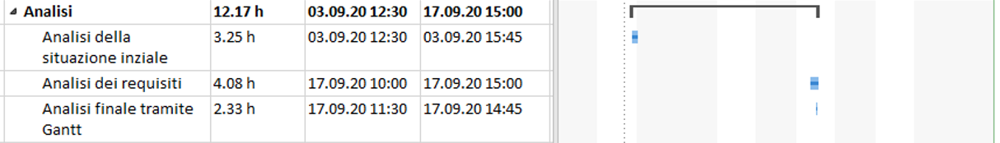 Analisi 12.17 h 03.09.20 12:30 17.09.20 15:00
Analisi della 3.25 h 03.09.20 12:30 03.09.20 15:45
situazione inziale
Analisi dei requisiti 4.08 h 17.09.20 10:00 17.09.20 15:00
Analisi finale tramite 2.33 h 17.09.20 11:30 17.09.20 14:45
Gantt